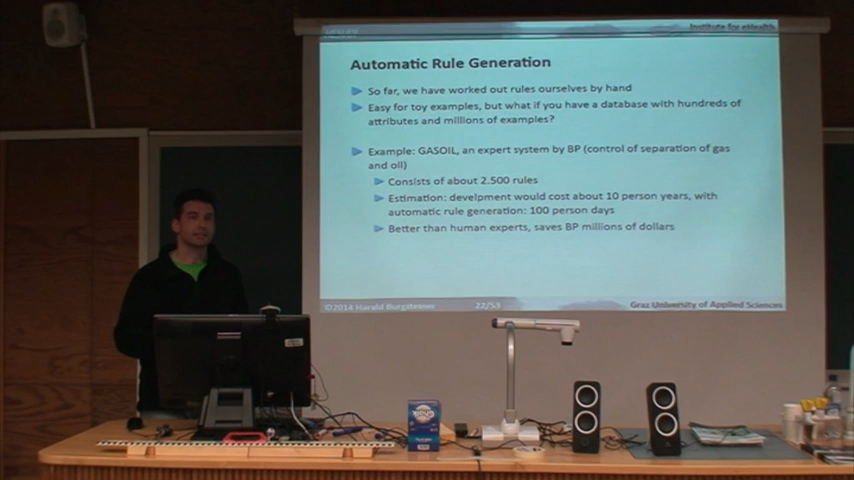 Institute for eHealth
Automatic Rule Generation
So far, we have worked out rules ourselves by hand
Easy for toy examples, but what if you have a database with hundreds of
attributes and millions of examples?
Example: GASOIL, an expert system by BP (control of separation of gas
and oil)
Consists of about 2.500 rules
Estimation: develpment would cost about 10 person years, with
automatic rule generation: 100 person days
Better than human experts, saves BP millions of dollars
©2014 Harald Burgsteiner 22/53 Graz University of Applied Sciences